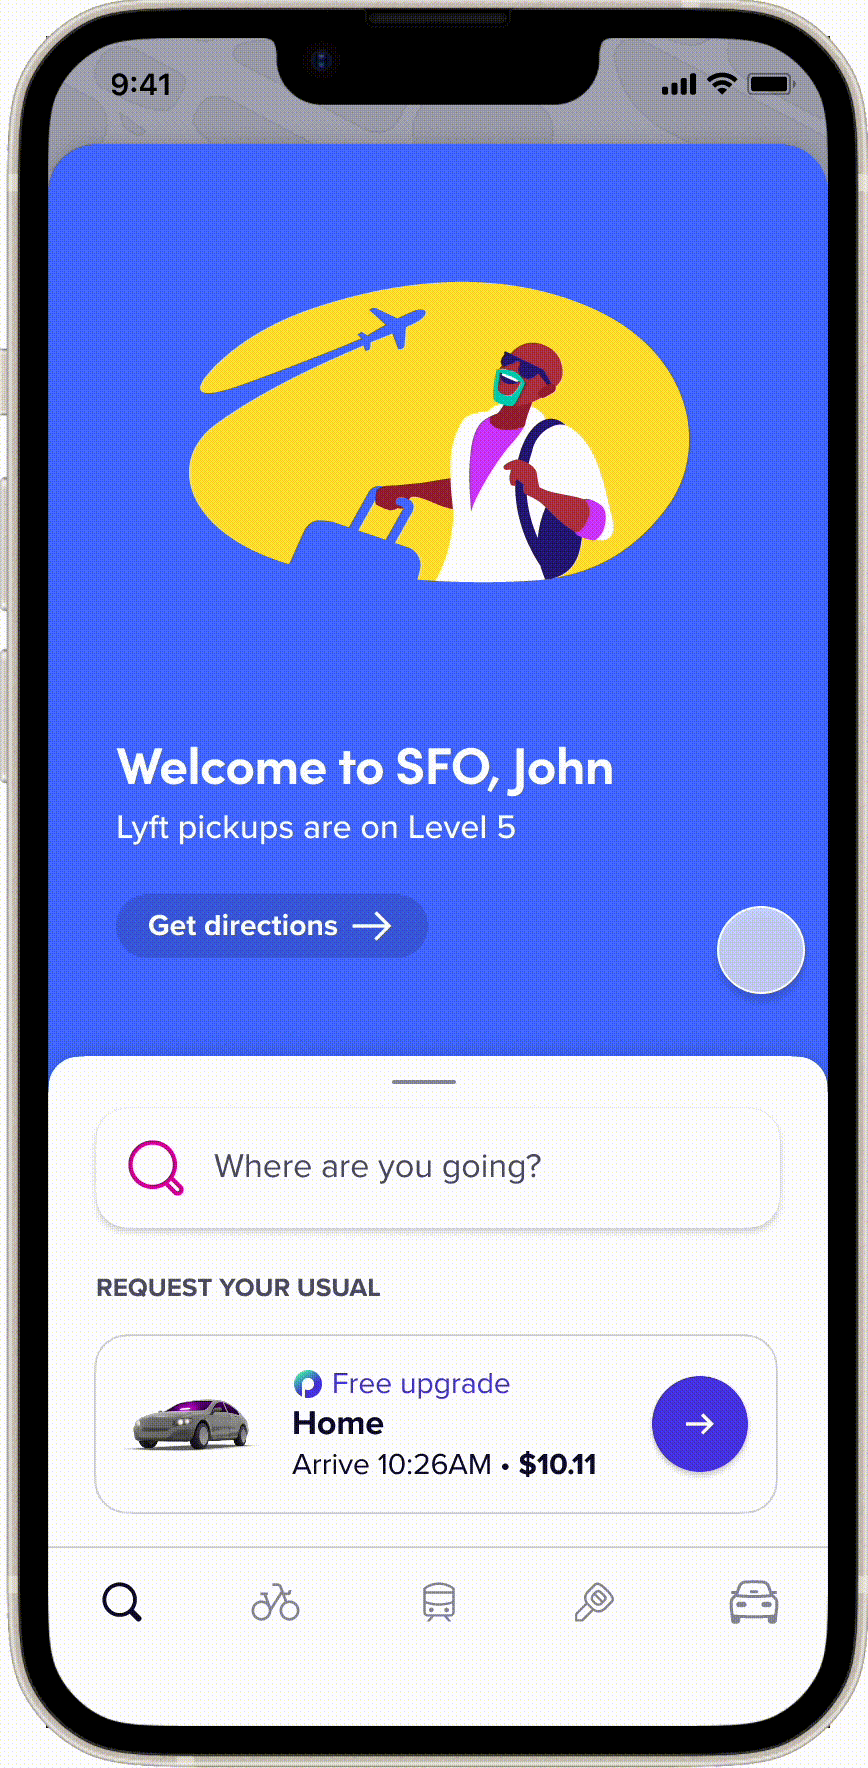 9:41
Welcome to SFO, John
Lyft pickups are on Level 5
Get directions
Where are you going?
REQUEST YOUR USUAL
Free upgrade
Home
Arrive 10:26AM • $10.11